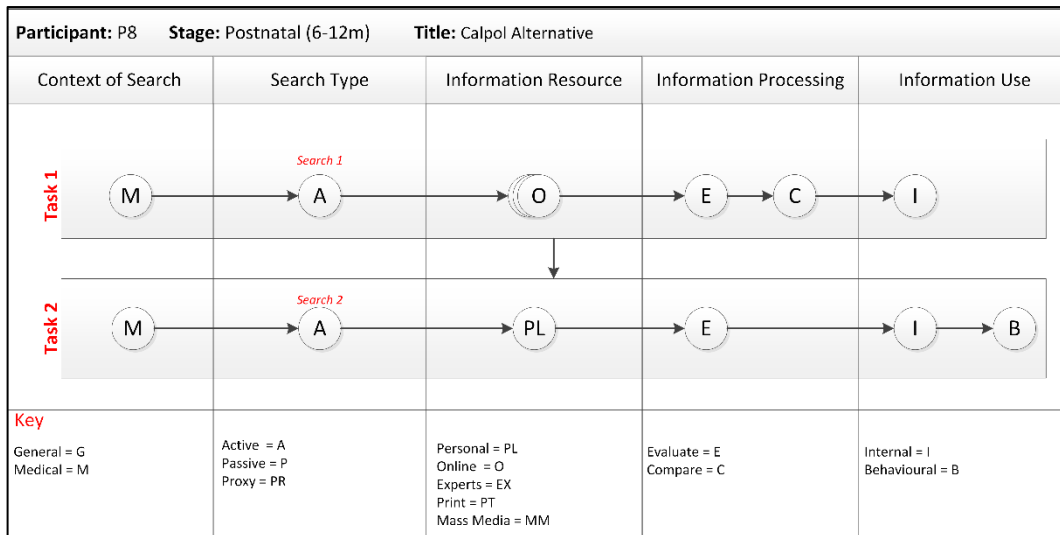 Participant: P8 Stage: Postnatal (6-12m) Title: Calpol Alternative
Context of Search Search Type Information Resource Information Processing Information Use
Task 1
Search 1
M A O E C I
Task 2
Search 2
M A PL E I B
Key
General = G
Medical = M
Active = A
Passive = P
Proxy = PR
Personal = PL
Online = O
Experts = EX
Print = PT
Mass Media = MM
Evaluate = E
Compare = C
Internal = I
Behavioural = B